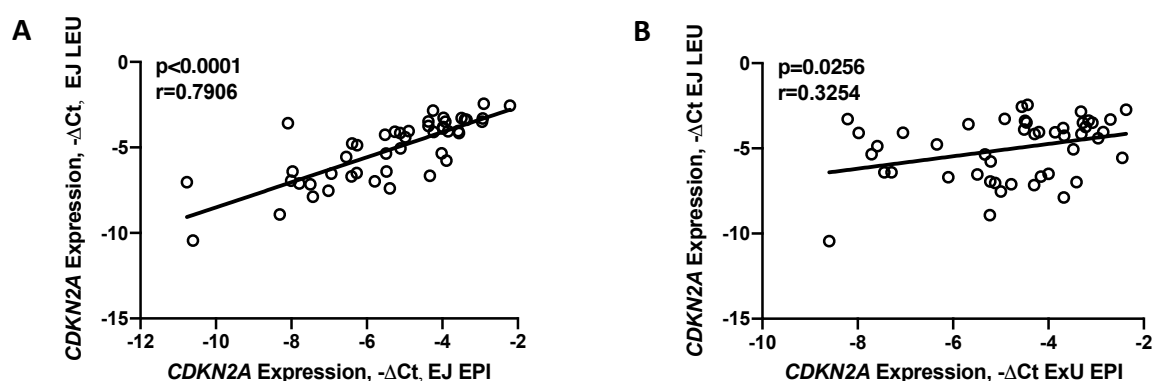 A
CDKN2A Expression, -ΔCt, EJ LEU
p<0.0001
r=0.7906
0
-5
-10
-15
-12 -10 -8 -6 -4 -2
CDKN2A Expression, -ΔCt, EJ EPI
B
CDKN2A Expression, -ΔCt EJ LEU
p=0.0256
r=0.3254
0
-5
-10
-15
-10 -8 -6 -4 -2
CDKN2A Expression, -ΔCt ExU EPI